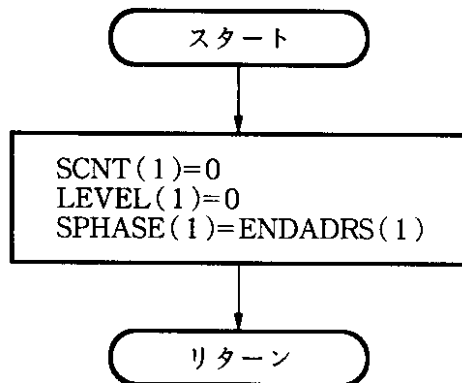 スタート
SCNT(1)=0
LEVEL(1)=0
SPHASE(1)=ENDADRS(1)
リターン